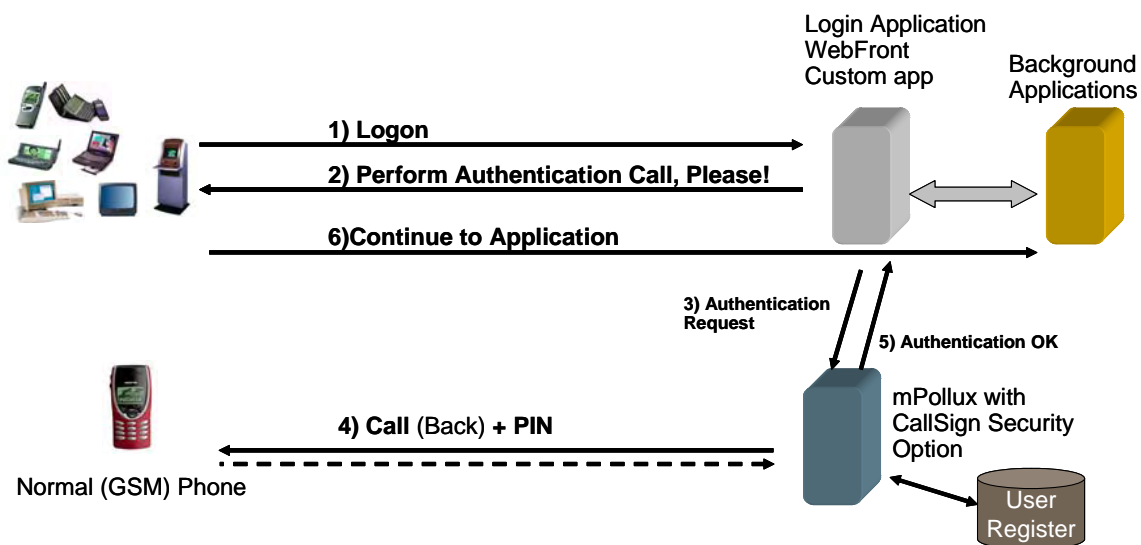 Login Application
WebFront
Custom app
Background
Applications
1) Logon
2) Perform Authentication Call, Please!
6)Continue to Application
3) Authentication
Request
5) Authentication OK
4) Call (Back) + PIN
mPollux with
CallSign Security
Option
Normal (GSM) Phone
User
Register